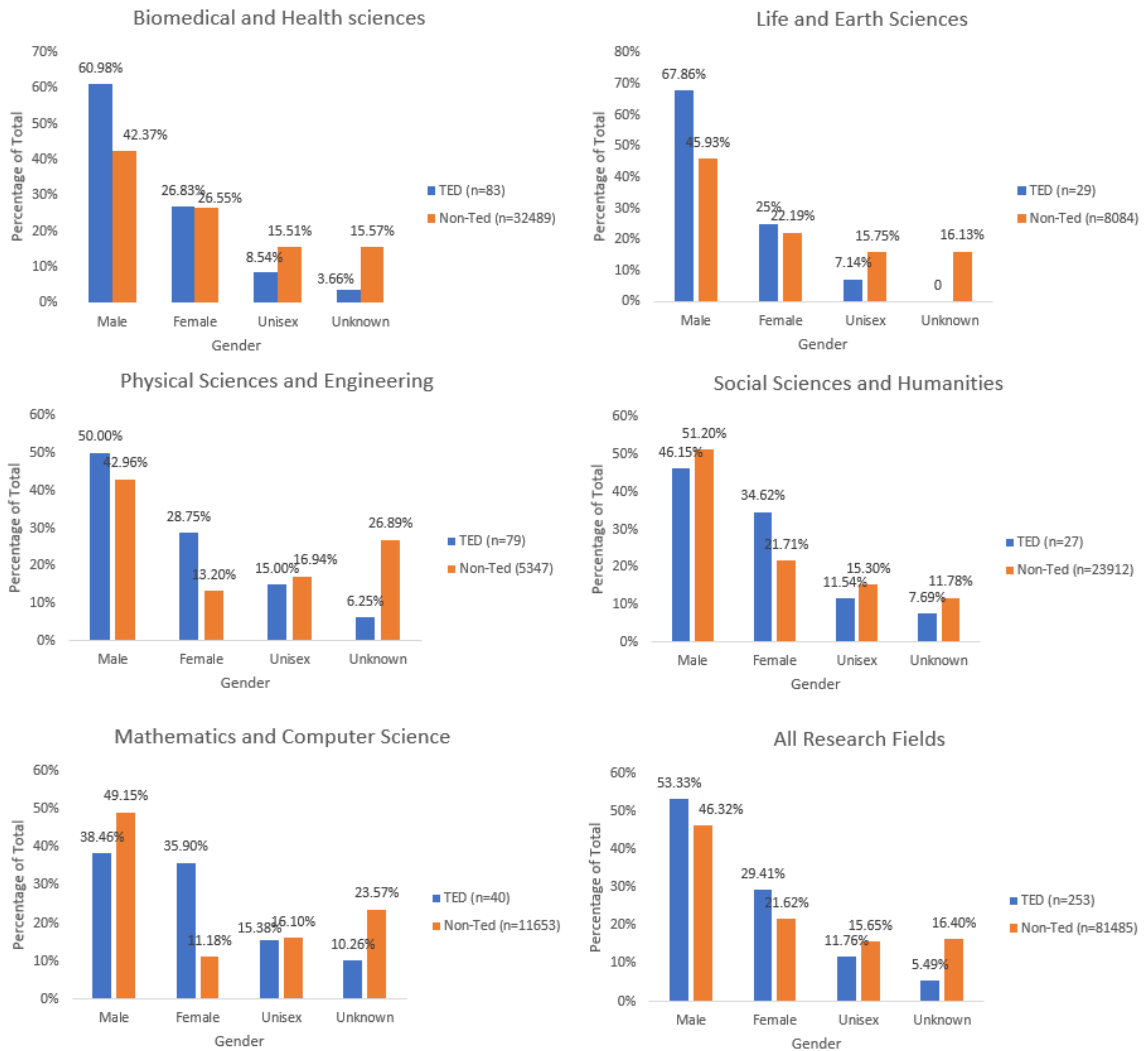 Biomedical and Health sciences
Percentage of Total
70%
60%
50%
40%
30%
20%
10%
0%
60.98%
42.37%
26.83%
26.55%
8.54%
15.51%
3.66%
15.57%
Male Female Unisex Unknown
Gender
TED (n=83)
Non-Ted (n=32489)
Life and Earth Sciences
Percentage of Total
80%
70%
60%
50%
40%
30%
20%
10%
0%
67.86%
45.93%
25%
22.19%
7.14%
15.75%
0
16.13%
Male Female Unisex Unknown
Gender
TED (n=29)
Non-Ted (n=8084)
Physical Sciences and Engineering
Percentage of Total
60%
50%
40%
30%
20%
10%
0%
50.00%
42.96%
28.75%
13.20%
15.00%
16.94%
6.25%
26.89%
Male Female Unisex Unknown
Gender
TED (n=79)
Non-Ted (5347)
Social Sciences and Humanities
Percentage of Total
60%
50%
40%
30%
20%
10%
0%
46.15%
51.20%
34.62%
21.71%
11.54%
15.30%
7.69%
11.78%
Male Female Unisex Unknown
Gender
TED (n=27)
Non-Ted (n=23912)
Mathematics and Computer Science
Percentage of Total
60%
50%
40%
30%
20%
10%
0%
38.46%
49.15%
35.90%
11.18%
15.38%
16.10%
10.26%
23.57%
Male Female Unisex Unknown
Gender
TED (n=40)
Non-Ted (n=11653)
All Research Fields
Percentage of Total
60%
50%
40%
30%
20%
10%
0%
53.33%
46.32%
29.41%
21.62%
11.76%
15.65%
5.49%
16.40%
Male Female Unisex Unknown
Gender
TED (n=253)
Non-Ted (n=81485)